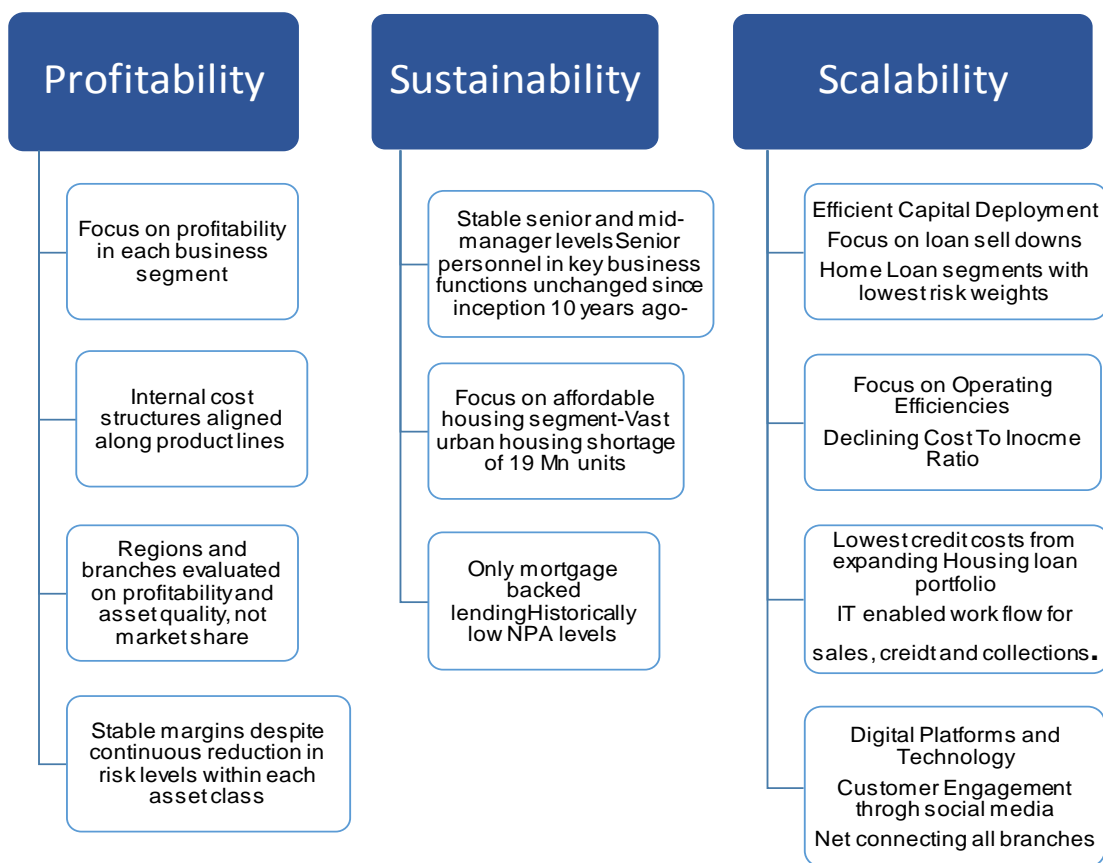 Profitability
Focus on profitability
in each business
segment
Internal cost
structures aligned
along product lines
Regions and
branches evaluated
on profitability and
asset quality, not
market share
Stable margins despite
continuous reduction in
risk levels within each
asset class
Sustainability
Stable senior and mid-
manager levels Senior
personnel in key business
functions unchanged since
inception 10 years ago-
Focus on affordable
housing segment-Vast
urban housing shortage
of 19 Mn units
Only mortgage
backed
lendingHistorically
low NPA levels
Scalability
Efficient Capital Deployment
Focus on loan sell downs
Home Loan segments with
lowest risk weights
Focus on Operating
Efficiencies
Declining Cost To Inocme
Ratio
Lowest credit costs from
expanding Housing loan
portfolio
IT enabled work flow for
sales, creidt and collections.
Digital Platforms and
Technology
Customer Engagement
throgh social media
Net connecting all branches